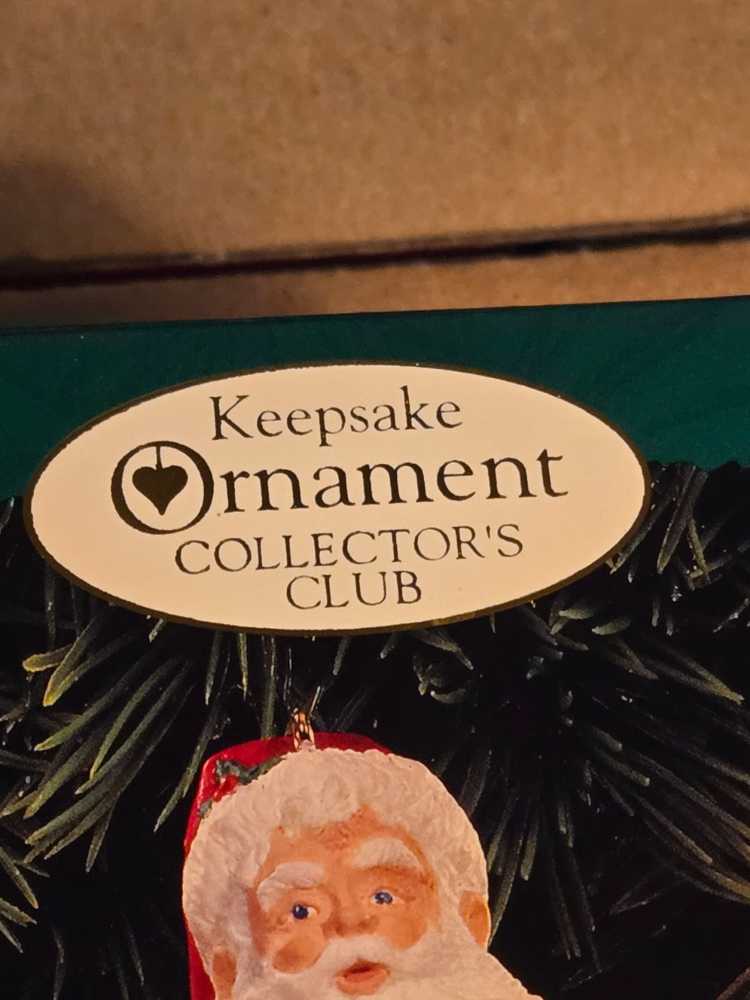 Keepsake
Ornament
COLLECTOR'S
CLUB